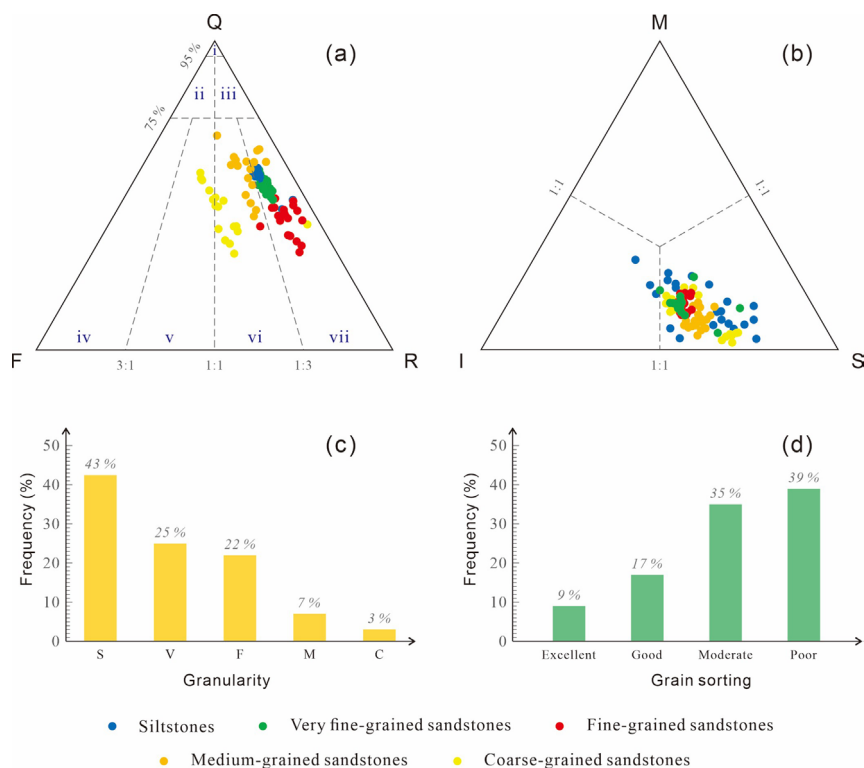 Q
(a)
95 %
i
ii
iii
75 %
iv
v
vi
vii
F
3:1
1:1
1:3
R
M
(b)
1:1
1:1
I
1:1
S
(c)
Frequency (%)
50
40
30
20
10
0
43 %
25 %
22 %
7 %
3 %
S V F M C
Granularity
(d)
Frequency (%)
50
40
30
20
10
0
9 %
17 %
35 %
39 %
Excellent Good Moderate Poor
Grain sorting
Siltstones Very fine-grained sandstones Fine-grained sandstones
Medium-grained sandstones Coarse-grained sandstones